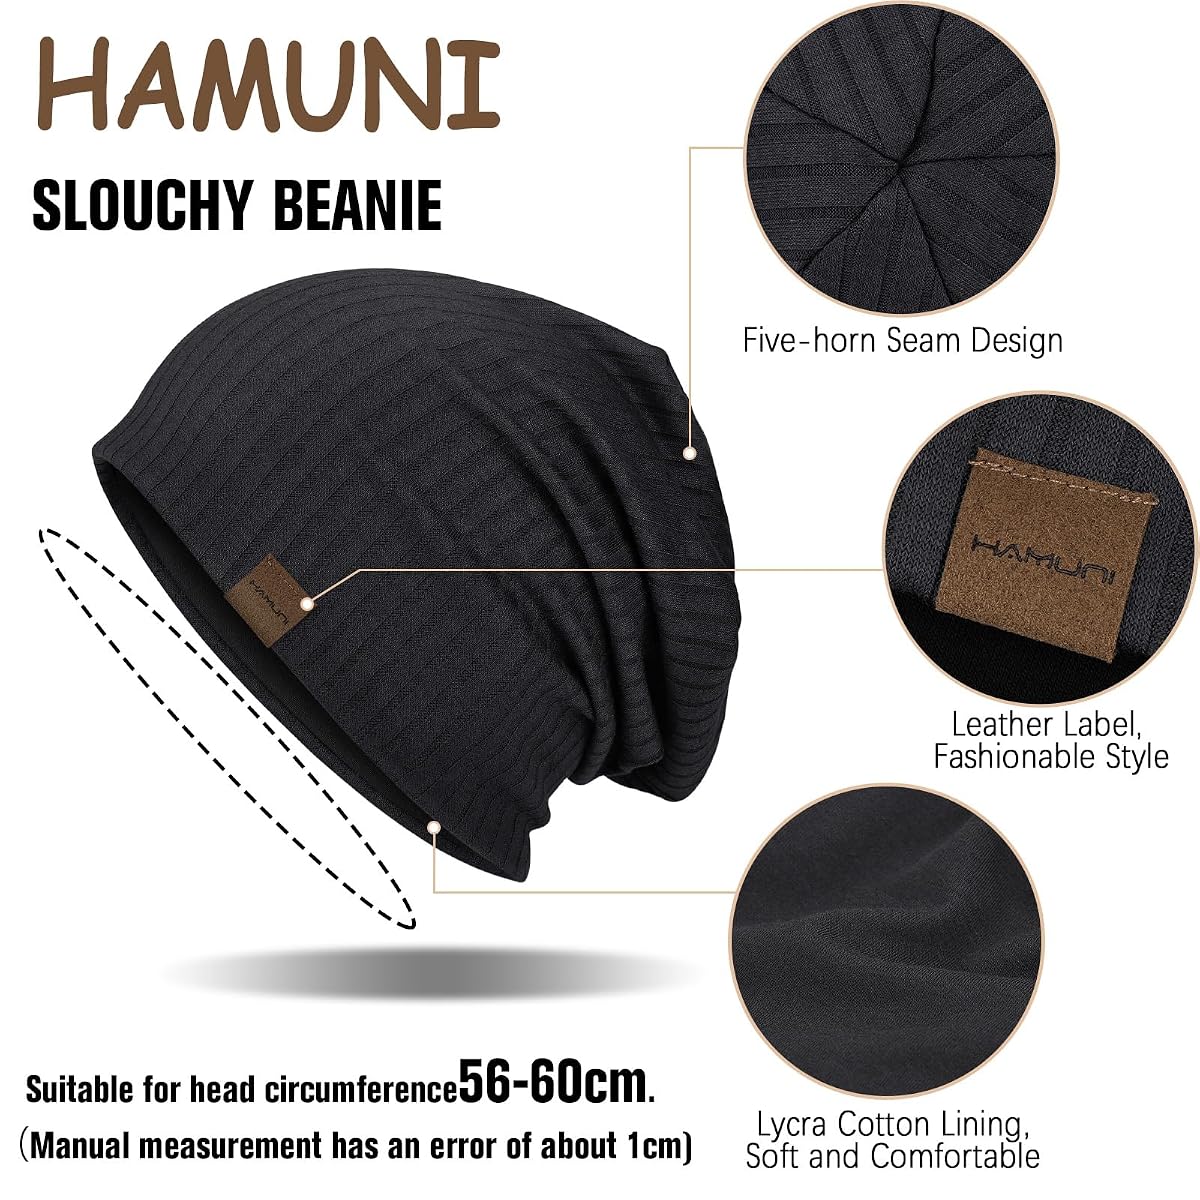 HAMUNI
SLOUCHY BEANIE
Five-horn Seam Design
HAMUNI
HAMUNI
Leather Label,
Fashionable Style
Suitable for head circumference56-60cm.
(Manual measurement has an error of about 1cm)
Lycra Cotton Lining,
Soft and Comfortable